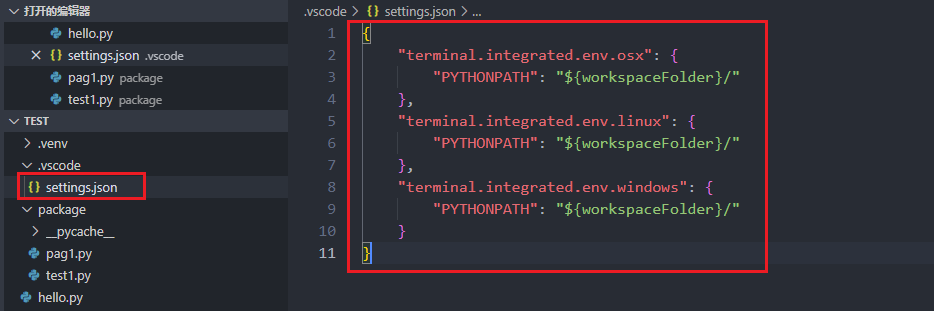 打开的编辑器
hello.py
settings.json .vscode
pag1.py package
test1.py package
TEST
.venv
.vscode
settings.json
package
__pycache__
pag1.py
test1.py
hello.py
.vscode > {} settings.json > ...
1 {
2 "terminal.integrated.env.osx": {
3 "PYTHONPATH": "${workspaceFolder}/"
4 },
5 "terminal.integrated.env.linux": {
6 "PYTHONPATH": "${workspaceFolder}/"
7 },
8 "terminal.integrated.env.windows": {
9 "PYTHONPATH": "${workspaceFolder}/"
10 }
11 }